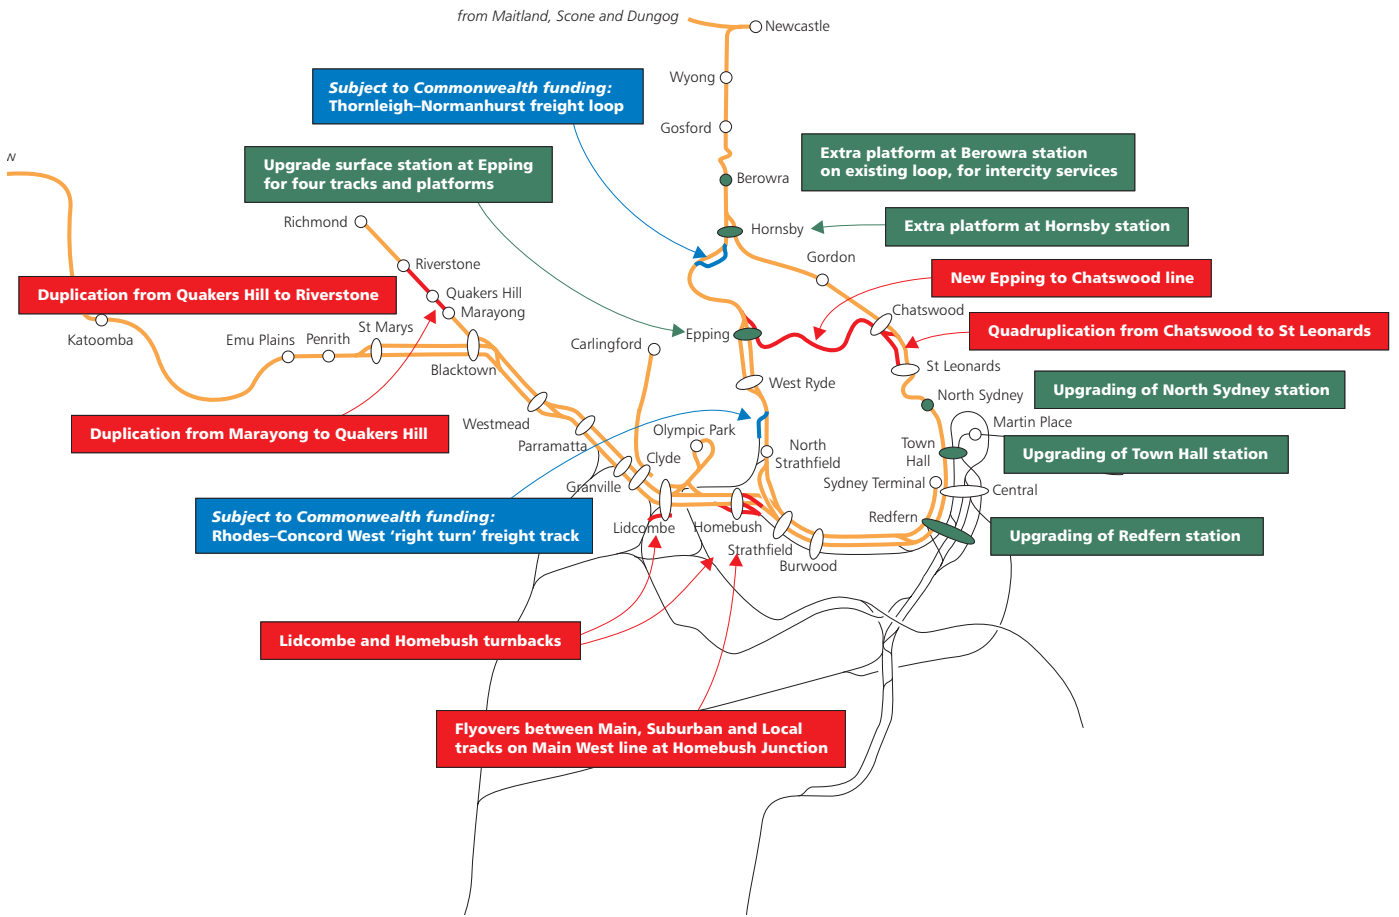 from Maitland, Scone and Dungog
Newcastle
Wyong
Subject to Commonwealth funding:
Thornleigh–Normanhurst freight loop
Gosford
Upgrade surface station at Epping
for four tracks and platforms
Extra platform at Berowra station
on existing loop, for intercity services
Berowra
Richmond
Hornsby
Extra platform at Hornsby station
Gordon
Riverstone
New Epping to Chatswood line
Duplication from Quakers Hill to Riverstone
Quakers Hill
Marayong
Chatswood
Katoomba
Emu Plains
Penrith
St Marys
Carlingford
Epping
Quadruplication from Chatswood to St Leonards
Blacktown
St Leonards
West Ryde
Upgrading of North Sydney station
North Sydney
Duplication from Marayong to Quakers Hill
Westmead
Parramatta
Olympic Park
North
Strathfield
Town
Hall
Martin Place
Upgrading of Town Hall station
Clyde
Granville
Sydney Terminal
Central
Subject to Commonwealth funding:
Rhodes–Concord West ‘right turn’ freight track
Lidcombe
Homebush
Redfern
Upgrading of Redfern station
Strathfield
Burwood
Lidcombe and Homebush turnbacks
Flyovers between Main, Suburban and Local
tracks on Main West line at Homebush Junction